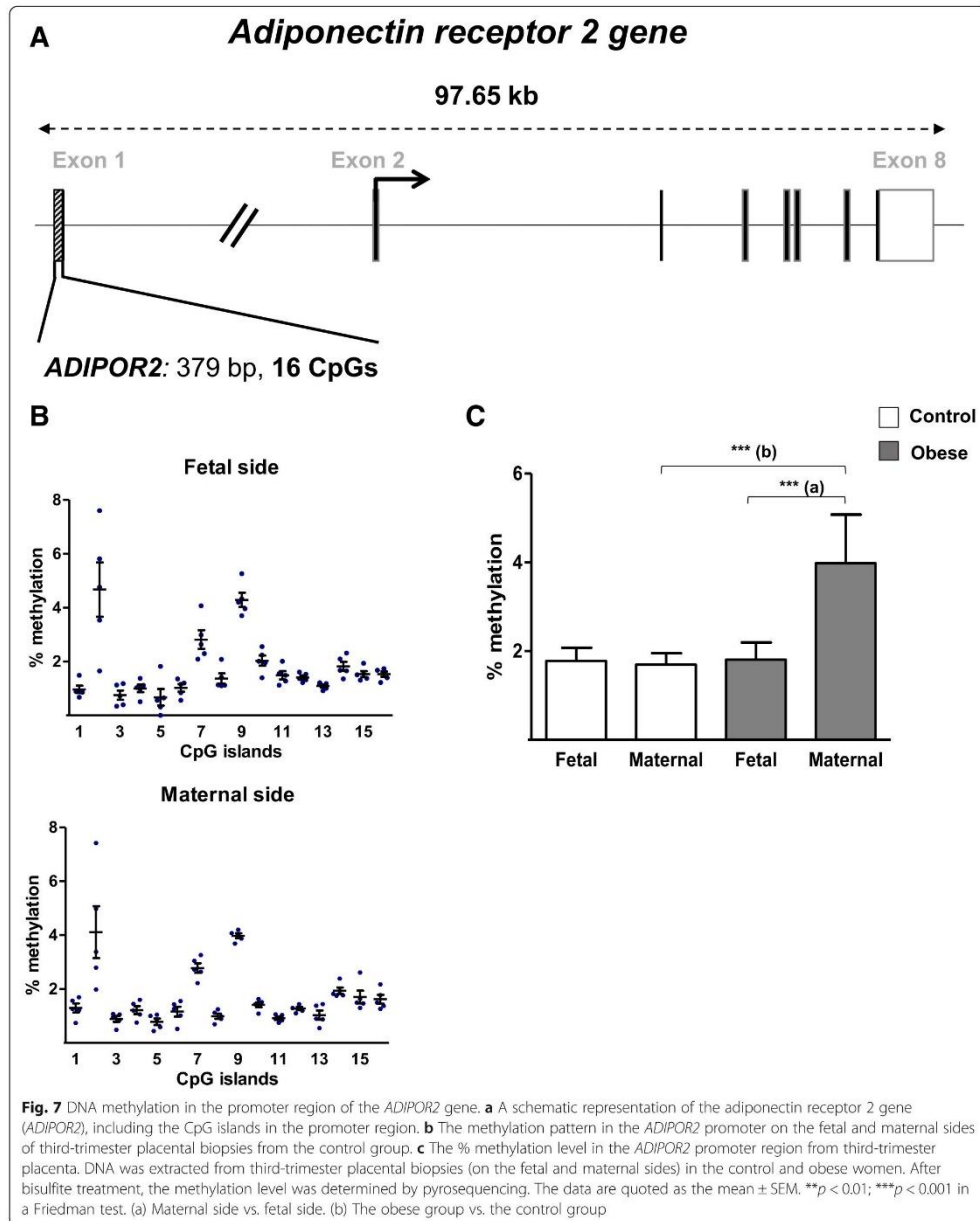 A
Adiponectin receptor 2 gene
97.65 kb
Exon 1
Exon 2
Exon 8
ADIPOR2: 379 bp, 16 CpGs
B
Fetal side
8
6
4
2
% methylation
1 3 5 7 9 11 13 15
CpG islands
Maternal side
8
6
4
2
% methylation
1 3 5 7 9 11 13 15
CpG islands
C
Control
Obese
*** (b)
*** (a)
6
4
2
% methylation
Fetal Maternal Fetal Maternal
Fig. 7 DNA methylation in the promoter region of the ADIPOR2 gene. a A schematic representation of the adiponectin receptor 2 gene
(ADIPOR2), including the CpG islands in the promoter region. b The methylation pattern in the ADIPOR2 promoter on the fetal and maternal sides
of third-trimester placental biopsies from the control group. c The % methylation level in the ADIPOR2 promoter region from third-trimester
placenta. DNA was extracted from third-trimester placental biopsies (on the fetal and maternal sides) in the control and obese women. After
bisulfite treatment, the methylation level was determined by pyrosequencing. The data are quoted as the mean ± SEM. **p < 0.01; ***p < 0.001 in
a Friedman test. (a) Maternal side vs. fetal side. (b) The obese group vs. the control group